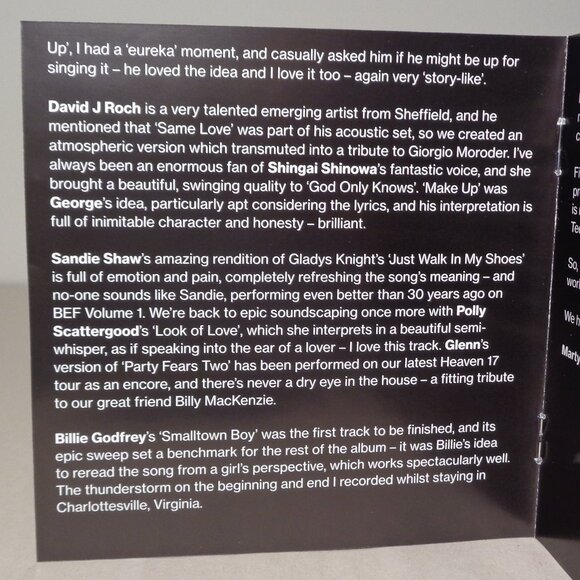 Up', I had a 'eureka' moment, and casually asked him if he might be up for
singing it – he loved the idea and I love it too – again very 'story-like'.
David J Roch is a very talented emerging artist from Sheffield, and he
mentioned that 'Same Love' was part of his acoustic set, so we created an
atmospheric version which transmuted into a tribute to Giorgio Moroder. I've
always been an enormous fan of Shingai Shinowa's fantastic voice, and she
brought a beautiful, swinging quality to 'God Only Knows'. 'Make Up' was
George's idea, particularly apt considering the lyrics, and his interpretation is
full of inimitable character and honesty – brilliant.
Sandie Shaw's amazing rendition of Gladys Knight's 'Just Walk In My Shoes'
is full of emotion and pain, completely refreshing the song's meaning – and
no-one sounds like Sandie, performing even better than 30 years ago on
BEF Volume 1. We're back to epic soundscaping once more with Polly
Scattergood's 'Look of Love', which she interprets in a beautiful semi-
whisper, as if speaking into the ear of a lover – I love this track. Glenn's
version of 'Party Fears Two' has been performed on our latest Heaven 17
tour as an encore, and there's never a dry eye in the house – a fitting tribute
to our great friend Billy MacKenzie.
Billie Godfrey's 'Smalltown Boy' was the first track to be finished, and its
epic sweep set a benchmark for the rest of the album – it was Billie's idea
to reread the song from a girl's perspective, which works spectacularly well.
The thunderstorm on the beginning and end I recorded whilst staying in
Charlottesville, Virginia.
So,
We h
Marty